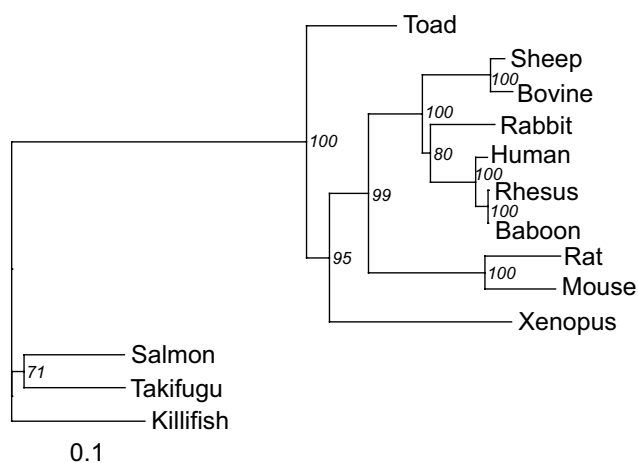 Toad
Sheep
100
Bovine
100
Rabbit
100
80
Human
100
Rhesus
100
Baboon
99
95
Rat
100
Mouse
Xenopus
Salmon
71
Takifugu
Killifish
0.1